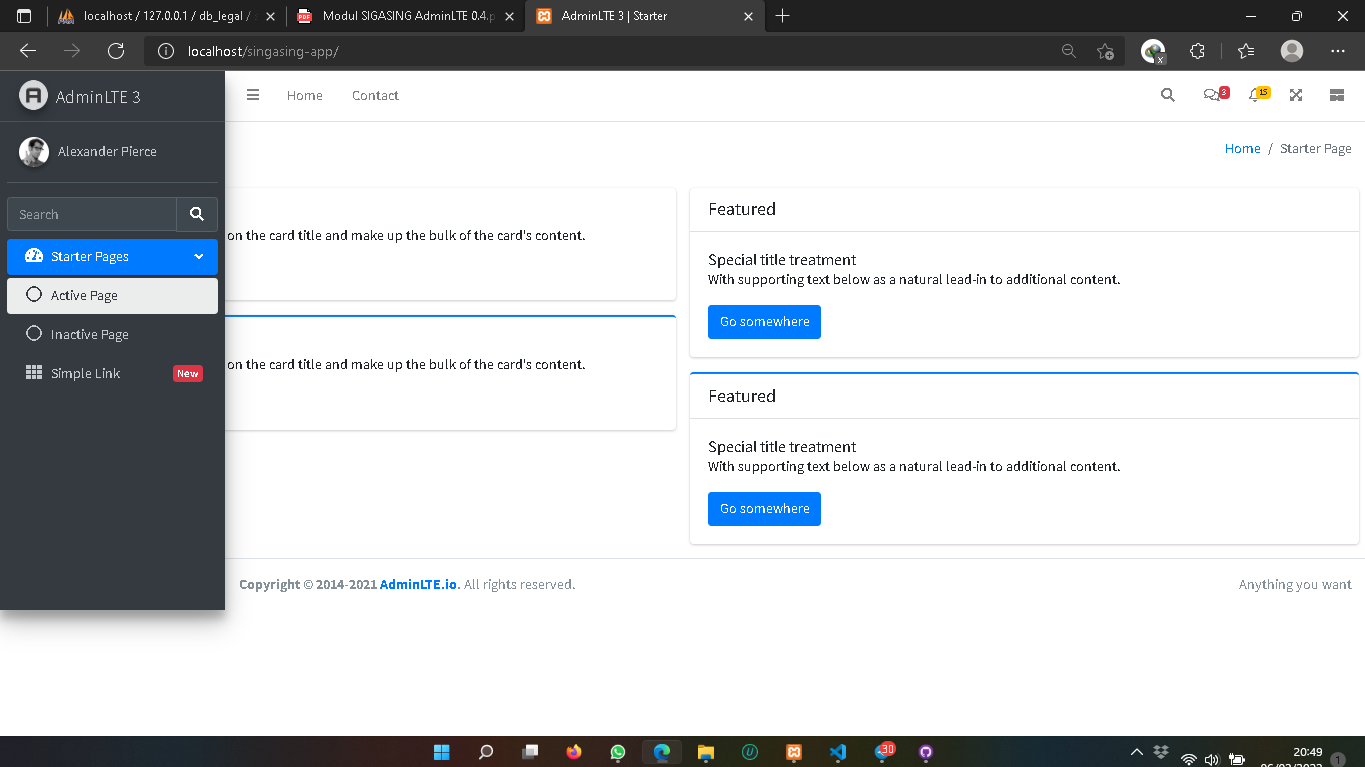 localhost / 127.0.0.1 / db_legal /
Modul SIGASING AdminLTE 0.4.p
AdminLTE 3 | Starter
localhost/singasing-app/
AdminLTE 3
Home
Contact
3
15
Alexander Pierce
Home / Starter Page
Search
Starter Pages
Active Page
Inactive Page
Simple Link
New
on the card title and make up the bulk of the card's content.
on the card title and make up the bulk of the card's content.
Featured
Special title treatment
With supporting text below as a natural lead-in to additional content.
Go somewhere
Featured
Special title treatment
With supporting text below as a natural lead-in to additional content.
Go somewhere
Copyright © 2014-2021 AdminLTE.io. All rights reserved.
Anything you want
30
20:49
1